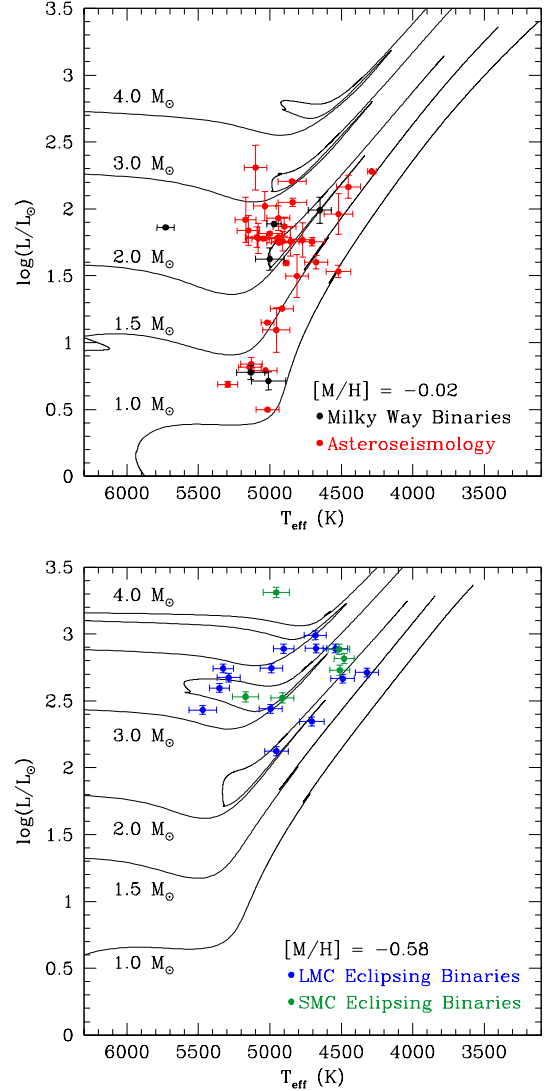 3.5
3
2.5
2
1.5
1
0.5
0
log(L/L☉)
4.0 M☉
3.0 M☉
2.0 M☉
1.5 M☉
1.0 M☉
[M/H] = −0.02
Milky Way Binaries
Asteroseismology
6000 5500 5000 4500 4000 3500
T_eff (K)
3.5
3
2.5
2
1.5
1
0.5
0
log(L/L☉)
4.0 M☉
3.0 M☉
2.0 M☉
1.5 M☉
1.0 M☉
[M/H] = −0.58
LMC Eclipsing Binaries
SMC Eclipsing Binaries
6000 5500 5000 4500 4000 3500
T_eff (K)